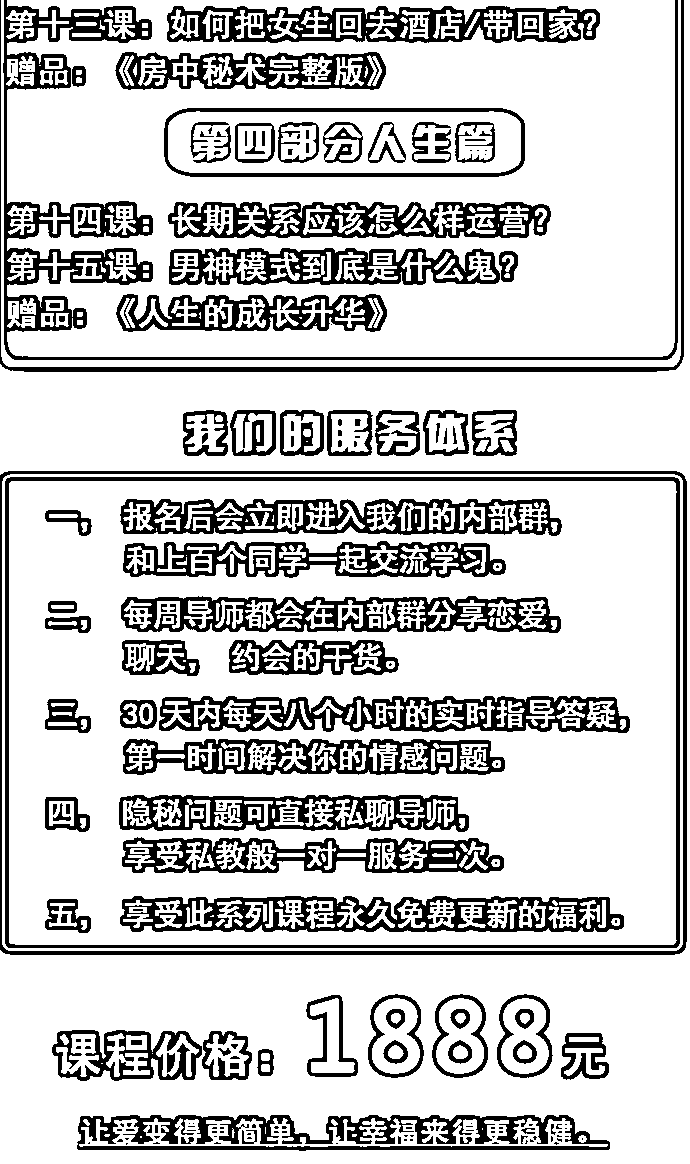 第十三课：如何把女生回去酒店/带回家？
赠品：《房中秘术完整版》
第四部分人生篇
第十四课：长期关系应该怎么样运营？
第十五课：男神模式到底是什么鬼？
赠品：《人生的成长升华》
我们的服务体系
一，报名后会立即进入我们的内部群，
和上百个同学一起交流学习。
二，每周导师都会在内部群分享恋爱，
聊天，约会的干货。
三，30天内每天八个小时的实时指导答疑，
第一时间解决你的情感问题。
四，隐秘问题可直接私聊导师，
享受私教般一对一服务三次。
五，享受此系列课程永久免费更新的福利。
课程价格：1888元
让爱变得更简单，让幸福来得更稳健。